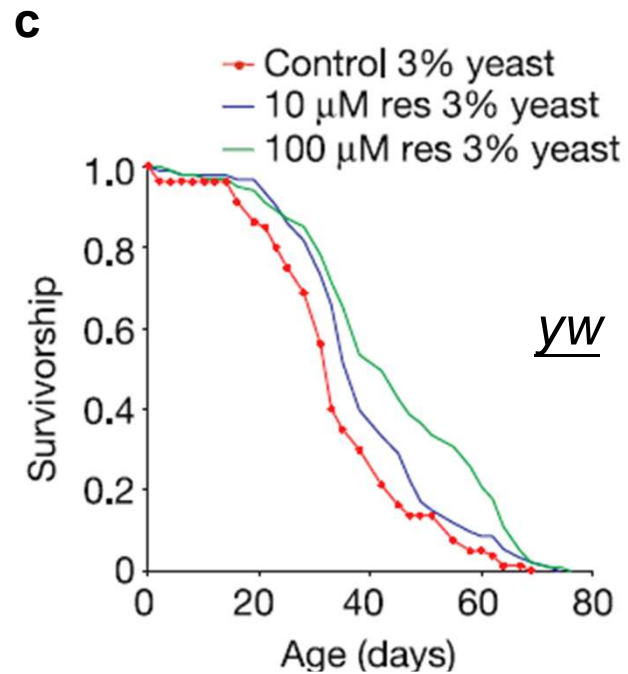 c
Control 3% yeast
10 μM res 3% yeast
100 μM res 3% yeast
1.0
0.8
0.6
0.4
0.2
0
Survivorship
yw
0 20 40 60 80
Age (days)